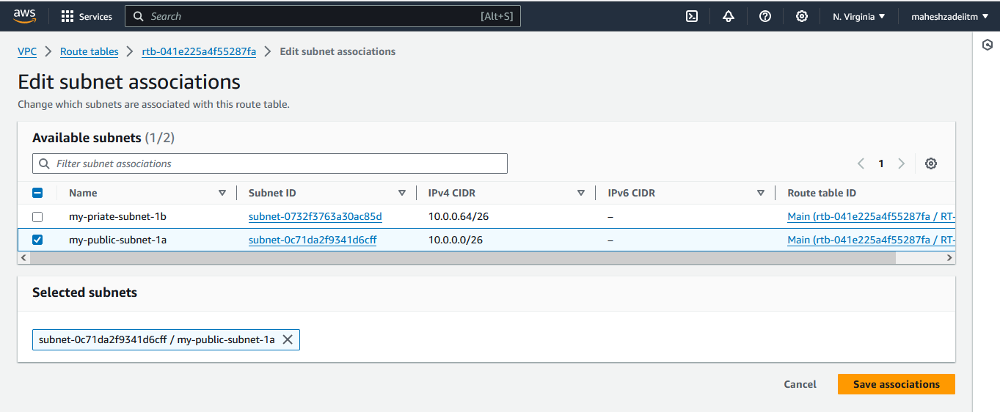 aws Services Search [Alt+S] N. Virginia maheshzadeiitm
VPC Route tables rtb-041e225a4f55287fa Edit subnet associations
Edit subnet associations
Change which subnets are associated with this route table.
Available subnets (1/2)
Filter subnet associations 1
Name Subnet ID IPv4 CIDR IPv6 CIDR Route table ID
my-priate-subnet-1b subnet-0732f3763a30ac85d 10.0.0.64/26 – Main (rtb-041e225a4f55287fa / RT-
my-public-subnet-1a subnet-0c71da2f9341d6cff 10.0.0.0/26 – Main (rtb-041e225a4f55287fa / RT-
Selected subnets
subnet-0c71da2f9341d6cff / my-public-subnet-1a
Cancel Save associations